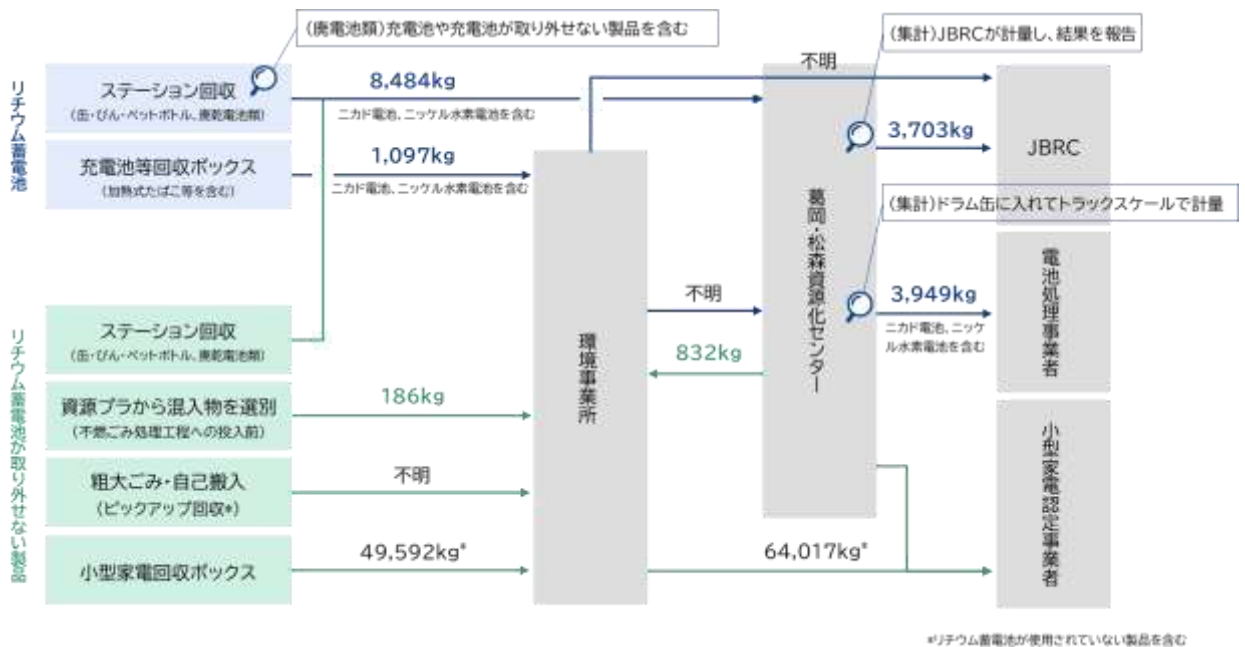 (廃電池類)充電池や充電池が取り外せない製品を含む
(集計)JBRCが計量し、結果を報告
リチウム蓄電池
ステーション回収
(缶・びん・ペットボトル、廃乾電池類)
8,484kg
ニカド電池、ニッケル水素電池を含む
不明
充電池等回収ボックス
(加熱式たばこ等を含む)
1,097kg
ニカド電池、ニッケル水素電池を含む
3,703kg
JBRC
(集計)ドラム缶に入れてトラックスケールで計量
環境事業所
葛岡・松森資源化センター
不明
832kg
3,949kg
ニカド電池、ニッケ
ル水素電池を含む
電池処理事業者
リチウム蓄電池が取り外せない製品
ステーション回収
(缶・びん・ペットボトル、廃乾電池類)
資源プラから混入物を選別
(不燃ごみ処理工程への投入前)
186kg
粗大ごみ・自己搬入
(ピックアップ回収*)
不明
小型家電回収ボックス
49,592kg*
64,017kg*
小型家電認定事業者
*リチウム蓄電池が使用されていない製品を含む